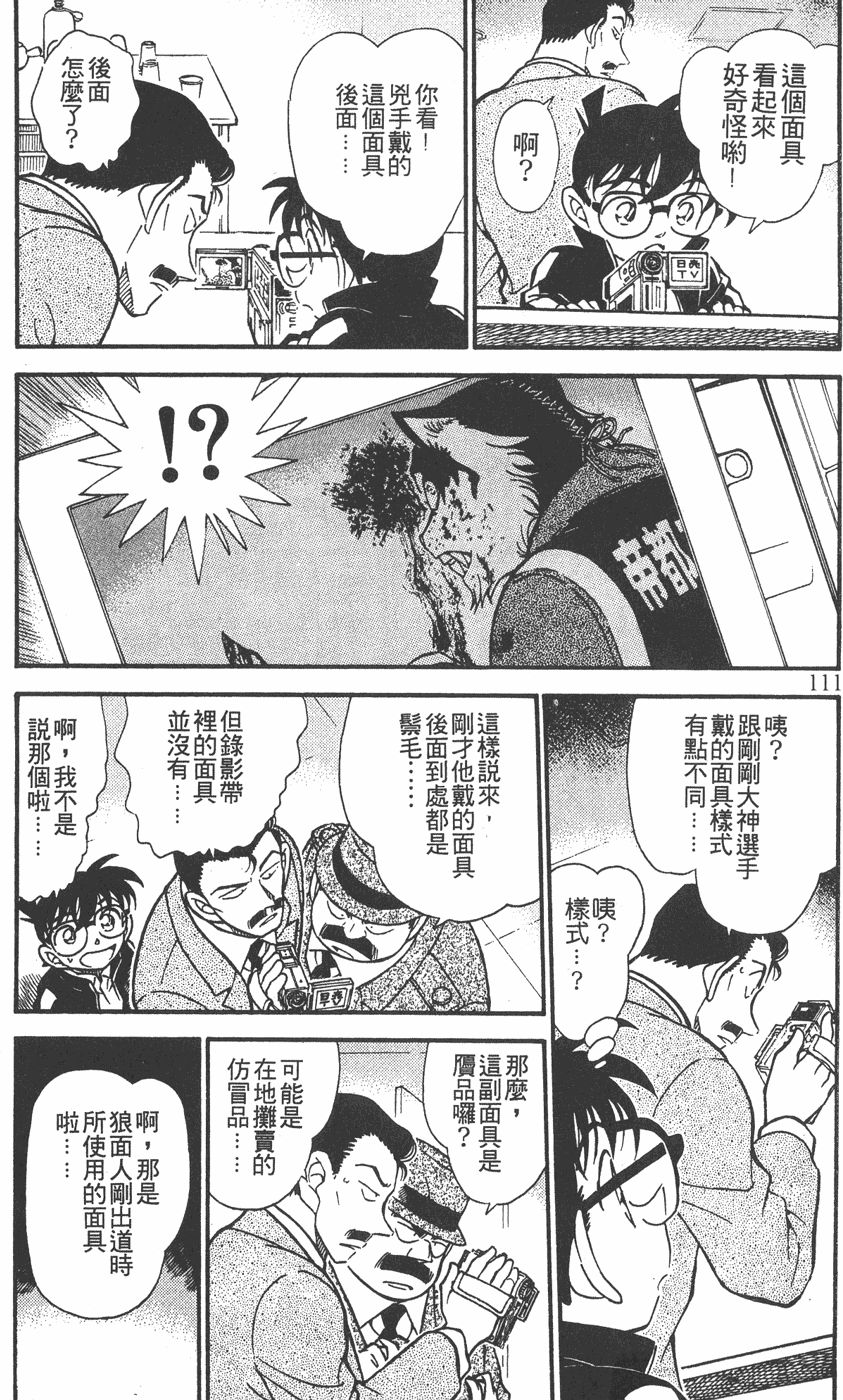 這個面具
看起來
好奇怪喲！
啊？
日売
TV
你看！
兇手戴的
這個面具
後面……
後面
怎麼了？
!?
帝都
111
咦？
跟剛剛大神選手
戴的面具樣式
有點不同……
咦？
樣式…？
這樣說來，
剛才他戴的面具
後面到處都是
鬃毛……
但錄影帶
裡的面具
並沒有……
啊，我不是
說那個啦……
那麼，
這副面具是
贗品囉？
可能是
在地攤賣的
仿冒品……
啊，那是
狼面人剛出道時
所使用的面具
啦……